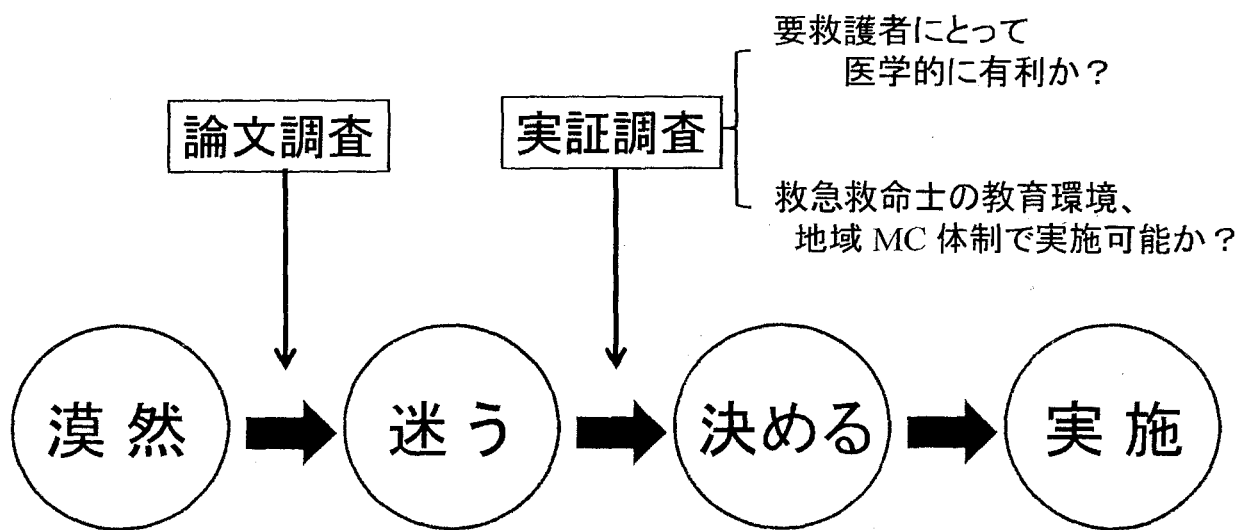 要救護者にとって
医学的に有利か？
論文調査
実証調査
救急救命士の教育環境、
地域 MC 体制で実施可能か？
漠然
迷う
決める
実施